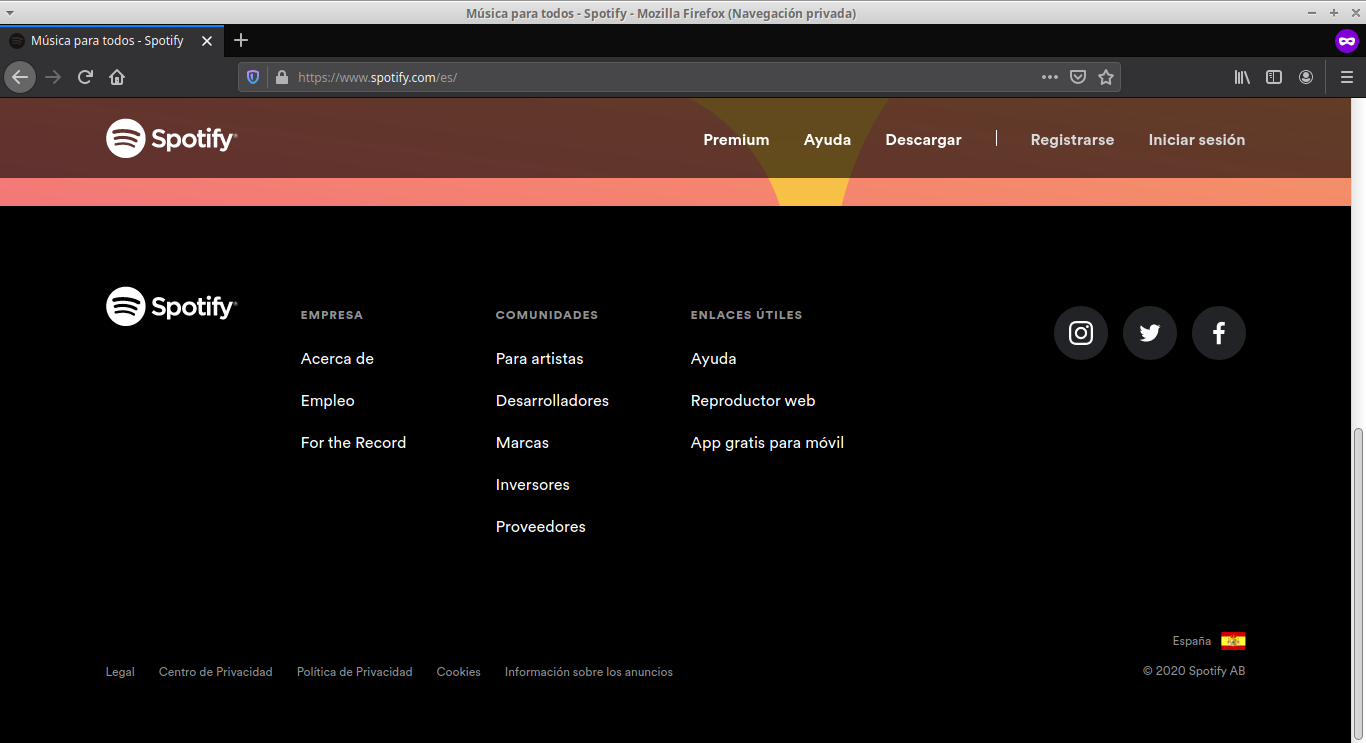 Música para todos - Spotify - Mozilla Firefox (Navegación privada)
Música para todos - Spotify
https://www.spotify.com/es/
Spotify Premium Ayuda Descargar | Registrarse Iniciar sesión
Spotify
EMPRESA
Acerca de
Empleo
For the Record
COMUNIDADES
Para artistas
Desarrolladores
Marcas
Inversores
Proveedores
ENLACES ÚTILES
Ayuda
Reproductor web
App gratis para móvil
España
Legal Centro de Privacidad Política de Privacidad Cookies Información sobre los anuncios © 2020 Spotify AB